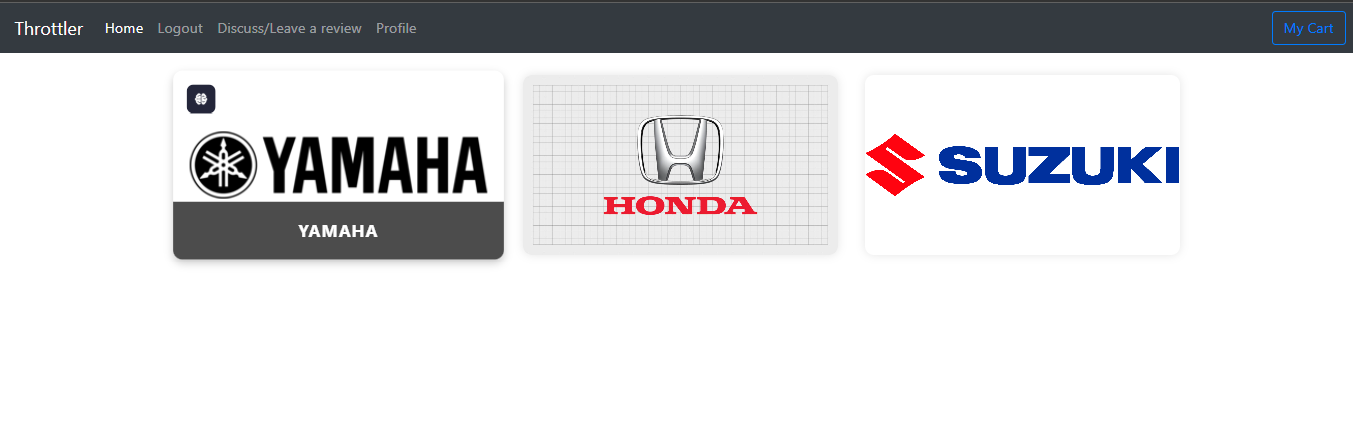 Throttler Home Logout Discuss/Leave a review Profile My Cart
YAMAHA
HONDA
SUZUKI
YAMAHA